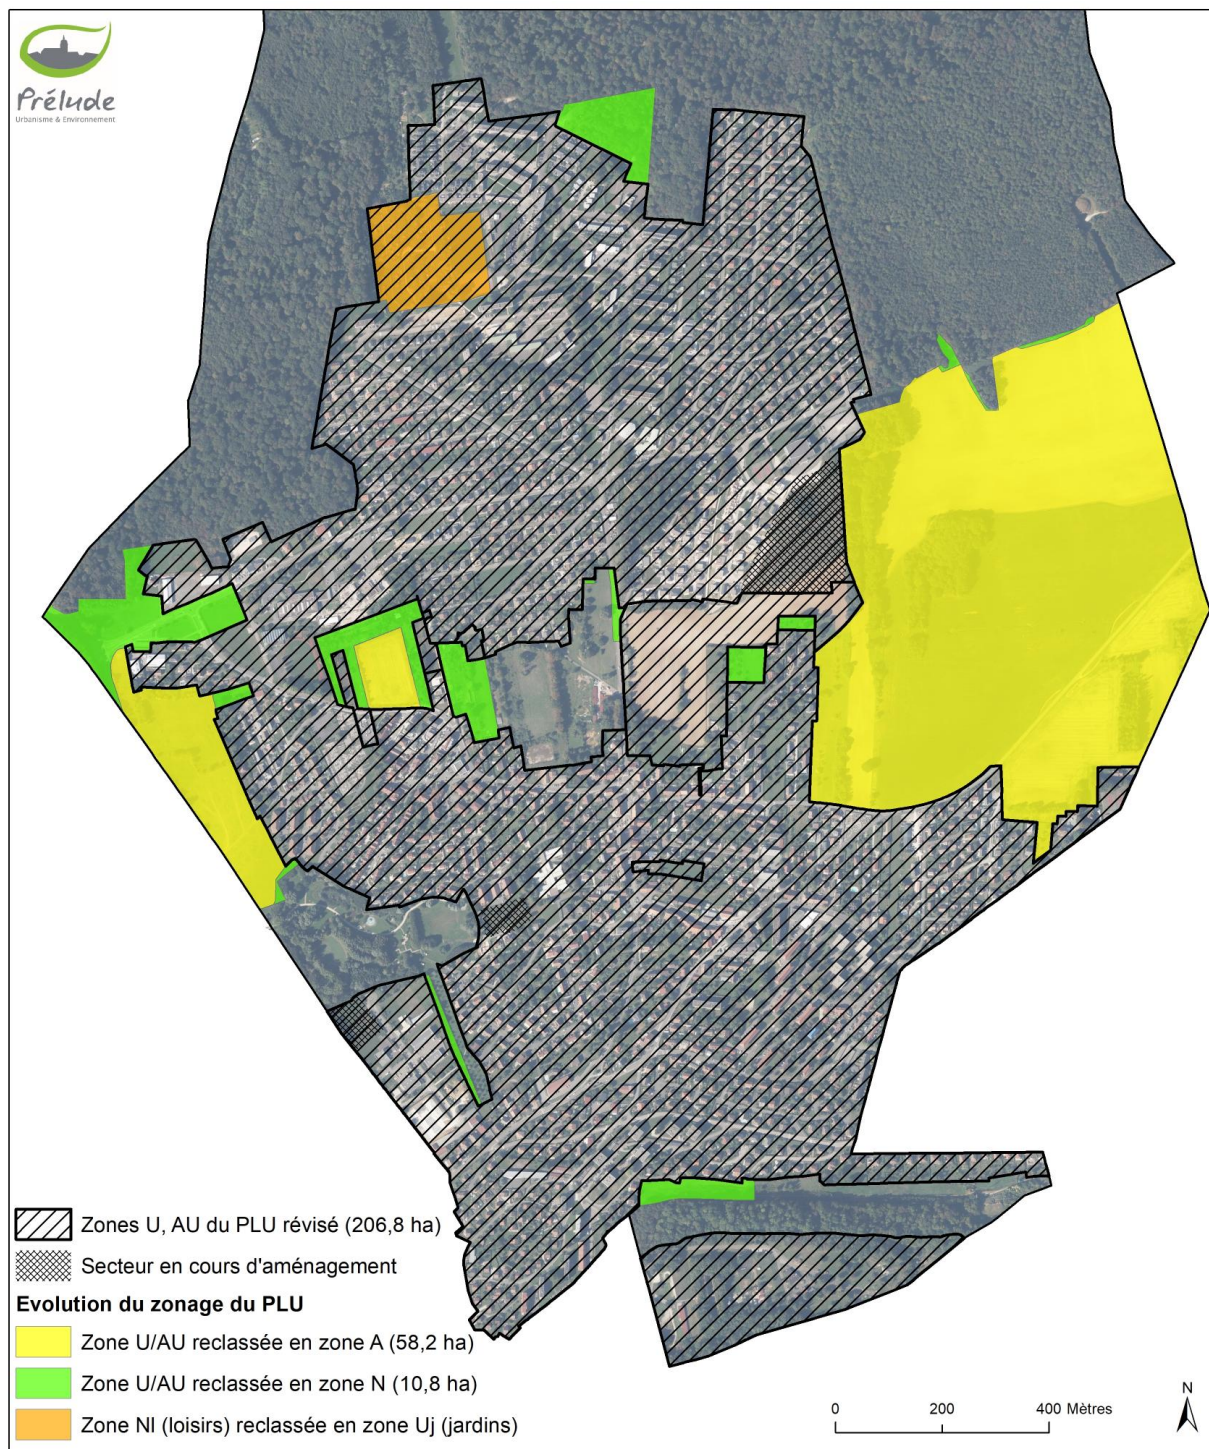 Prélude
Urbanisme & Environnement
Zones U, AU du PLU révisé (206,8 ha)
Secteur en cours d'aménagement
Evolution du zonage du PLU
Zone U/AU reclassée en zone A (58,2 ha)
Zone U/AU reclassée en zone N (10,8 ha)
Zone Nl (loisirs) reclassée en zone Uj (jardins)
0 200 400 Mètres
N